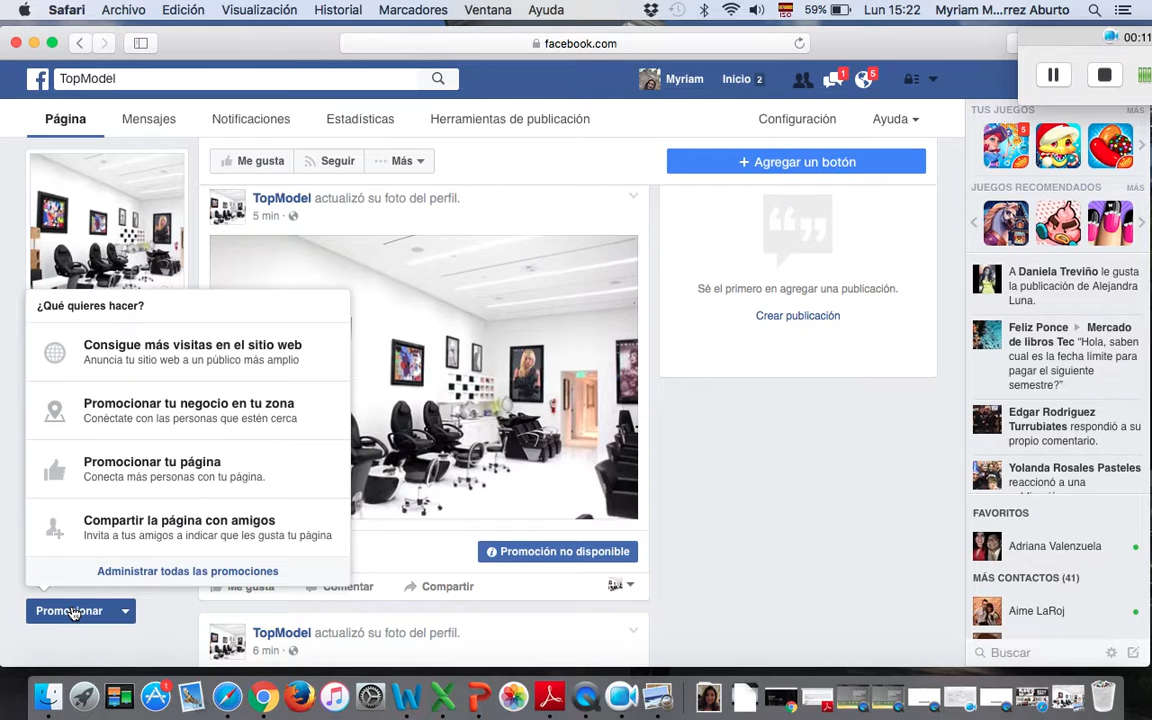 Safari Archivo Edición Visualización Historial Marcadores Ventana Ayuda ISO 59% Lun 15:22 Myriam M...rrez Aburto
facebook.com
00:11
TopModel
Myriam Inicio 2 1 5
Página Mensajes Notificaciones Estadísticas Herramientas de publicación Configuración Ayuda
Me gusta Seguir ··· Más + Agregar un botón
TopModel actualizó su foto del perfil.
5 min ·
Sé el primero en agregar una publicación.
Crear publicación
¿Qué quieres hacer?
Consigue más visitas en el sitio web
Anuncia tu sitio web a un público más amplio
Promocionar tu negocio en tu zona
Conéctate con las personas que estén cerca
Promocionar tu página
Conecta más personas con tu página.
Compartir la página con amigos
Invita a tus amigos a indicar que les gusta tu página
Administrar todas las promociones
Promocionar
Promoción no disponible
Me gusta Comentar Compartir
TopModel actualizó su foto del perfil.
6 min ·
TUS JUEGOS MÁS
5
JUEGOS RECOMENDADOS MÁS
A Daniela Treviño le gusta
la publicación de Alejandra
Luna.
Feliz Ponce ▶ Mercado
de libros Tec “Hola, saben
cual es la fecha límite para
pagar el siguiente
semestre?”
Edgar Rodriguez
Turrubiates respondió a su
propio comentario.
Yolanda Rosales Pasteles
reaccionó a una
FAVORITOS
Adriana Valenzuela
MÁS CONTACTOS (41)
Aime LaRoj
Buscar
1